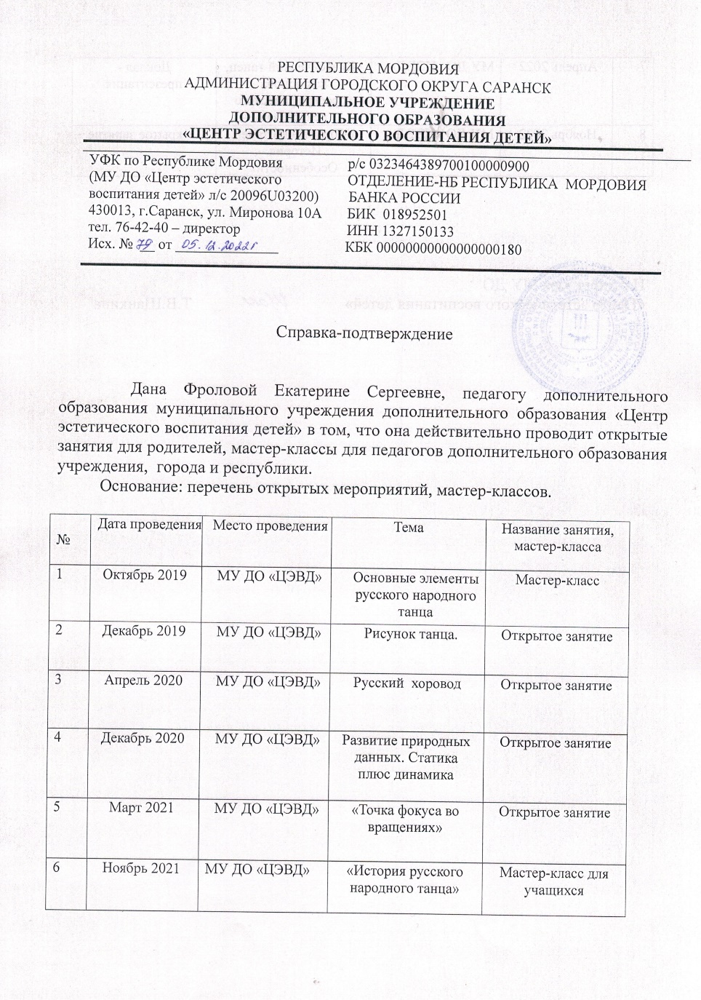 РЕСПУБЛИКА МОРДОВИЯ
АДМИНИСТРАЦИЯ ГОРОДСКОГО ОКРУГА САРАНСК
МУНИЦИПАЛЬНОЕ УЧРЕЖДЕНИЕ
ДОПОЛНИТЕЛЬНОГО ОБРАЗОВАНИЯ
«ЦЕНТР ЭСТЕТИЧЕСКОГО ВОСПИТАНИЯ ДЕТЕЙ»
УФК по Республике Мордовия
(МУ ДО «Центр эстетического
воспитания детей» л/с 20096U03200)
430013, г.Саранск, ул. Миронова 10А
тел. 76-42-40 – директор
Исх. № 79 от 05.12.2022г
р/с 03234643897001000000900
ОТДЕЛЕНИЕ-НБ РЕСПУБЛИКА МОРДОВИЯ
БАНКА РОССИИ
БИК 018952501
ИНН 1327150133
КБК 00000000000000000180
Справка-подтверждение
Дана Фроловой Екатерине Сергеевне, педагогу дополнительного
образования муниципального учреждения дополнительного образования «Центр
эстетического воспитания детей» в том, что она действительно проводит открытые
занятия для родителей, мастер-классы для педагогов дополнительного образования
учреждения, города и республики.
Основание: перечень открытых мероприятий, мастер-классов.
№ Дата проведения Место проведения Тема Название занятия,
мастер-класса
1 Октябрь 2019 МУ ДО «ЦЭВД» Основные элементы Мастер-класс
русского народного
танца
2 Декабрь 2019 МУ ДО «ЦЭВД» Рисунок танца. Открытое занятие
3 Апрель 2020 МУ ДО «ЦЭВД» Русский хоровод Открытое занятие
4 Декабрь 2020 МУ ДО «ЦЭВД» Развитие природных Открытое занятие
данных. Статика
плюс динамика
5 Март 2021 МУ ДО «ЦЭВД» «Точка фокуса во Открытое занятие
вращениях»
6 Ноябрь 2021 МУ ДО «ЦЭВД» «История русского Мастер-класс для
народного танца» учащихся